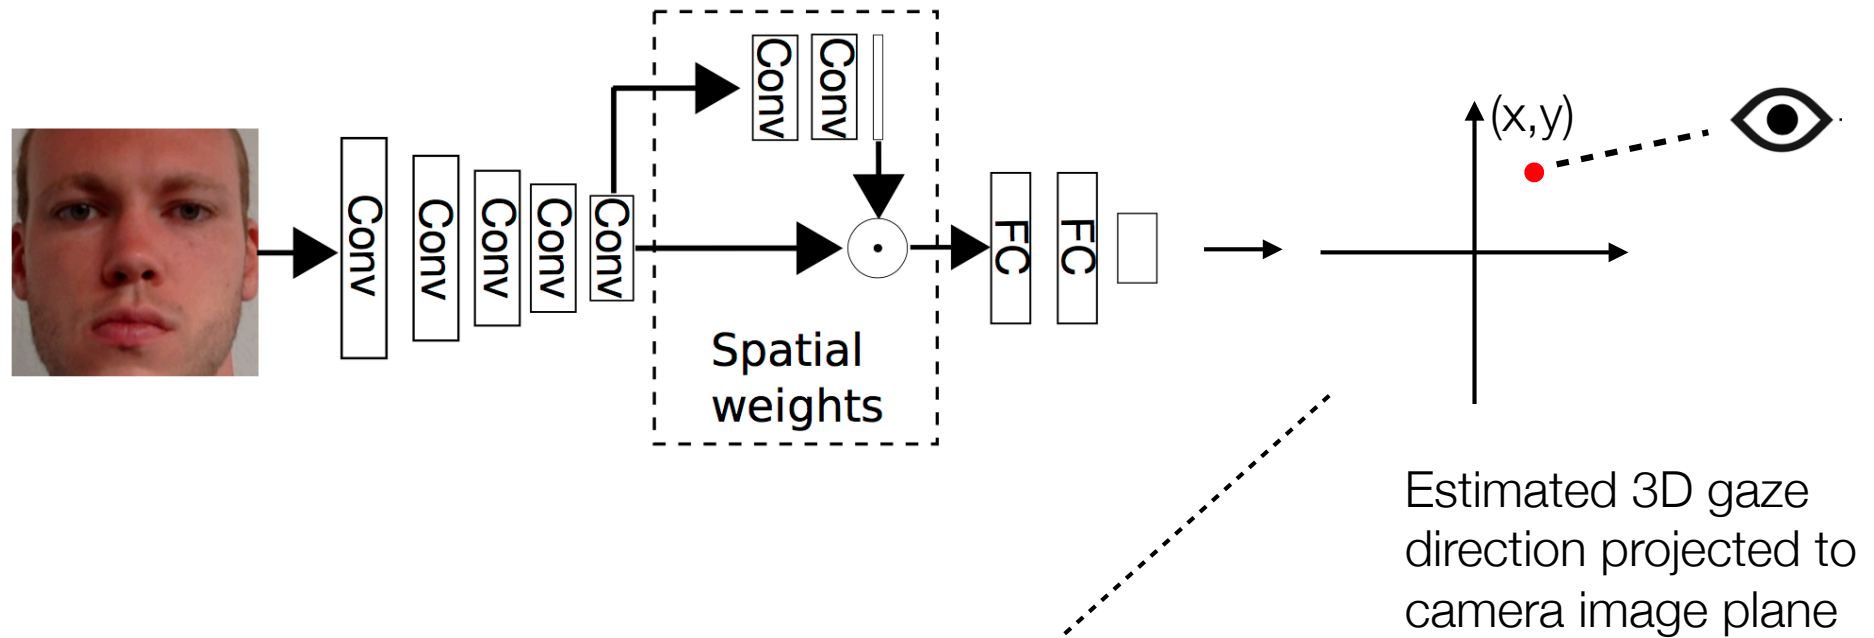 Conv
Conv
Conv
Conv
Conv
Conv
Conv
Spatial
weights
FC
FC
(x,y)
Estimated 3D gaze
direction projected to
camera image plane